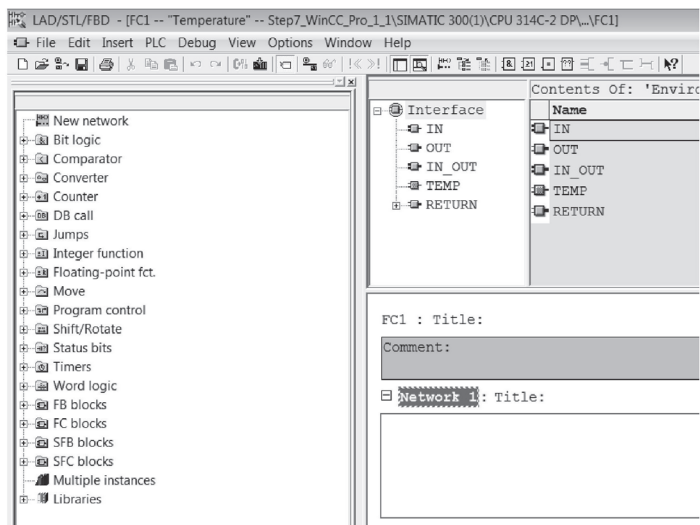 LAD/STL/FBD - [FC1 -- "Temperature" -- Step7_WinCC_Pro_1_1\SIMATIC 300(1)\CPU 314C-2 DP\...\FC1]
File Edit Insert PLC Debug View Options Window Help
New network
Bit logic
Comparator
Converter
Counter
DB call
Jumps
Integer function
Floating-point fct.
Move
Program control
Shift/Rotate
Status bits
Timers
Word logic
FB blocks
FC blocks
SFB blocks
SFC blocks
Multiple instances
Libraries
Interface
IN
OUT
IN_OUT
TEMP
RETURN
Contents Of: 'Enviro
Name
IN
OUT
IN_OUT
TEMP
RETURN
FC1 : Title:
Comment:
Network 1: Title: